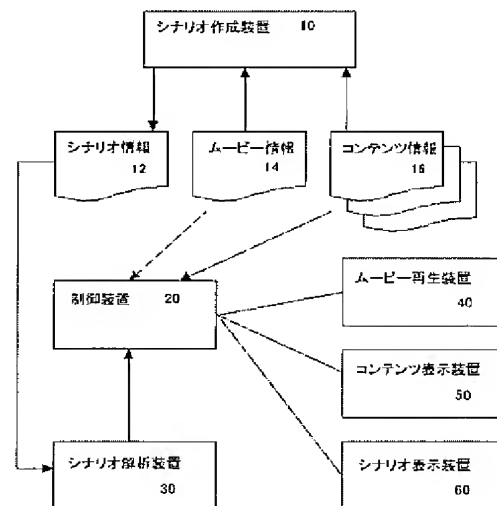 シナリオ作成装置 10
シナリオ情報
12
ムービー情報
14
コンテンツ情報
16
制御装置 20
ムービー再生装置
40
コンテンツ表示装置
50
シナリオ解析装置
30
シナリオ表示装置
60